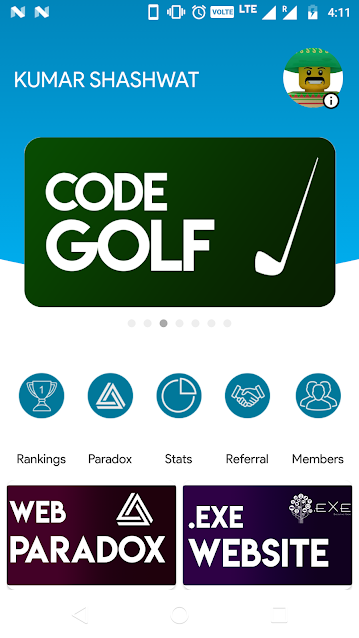 VOLTE LTE R 4:11
KUMAR SHASHWAT
i
CODE
GOLF
1
Rankings Paradox Stats Referral Members
WEB
PARADOX
.EXE
.EXE
WEBSITE